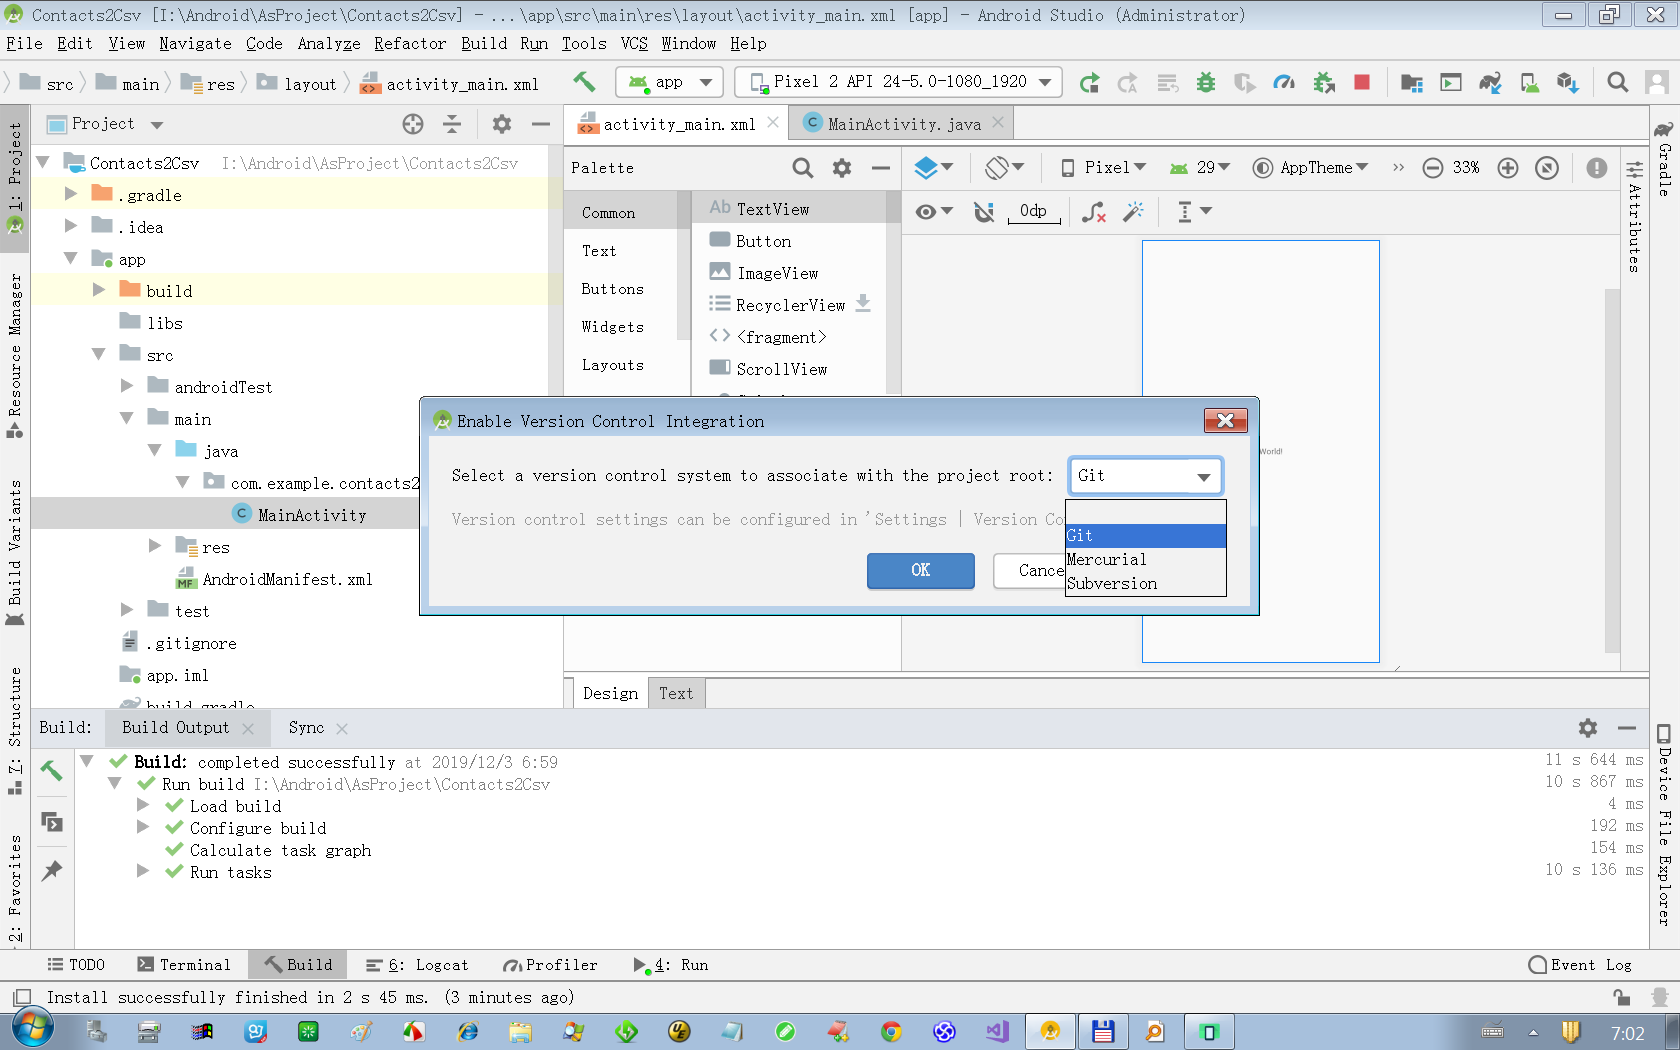 Contacts2Csv [I:\Android\AsProject\Contacts2Csv] - ...\app\src\main\res\layout\activity_main.xml [app] - Android Studio (Administrator)
File Edit View Navigate Code Analyze Refactor Build Run Tools VCS Window Help
src main res layout activity_main.xml app Pixel 2 API 24-5.0-1080_1920
1: Project
Resource Manager
Build Variants
7: Structure
2: Favorites
Project
Contacts2Csv I:\Android\AsProject\Contacts2Csv
.gradle
.idea
app
build
libs
src
androidTest
main
java
com.example.contacts2
MainActivity
res
MF AndroidManifest.xml
test
.gitignore
app.iml
build.gradle
activity_main.xml
C MainActivity.java
Palette
Common
Text
Buttons
Widgets
Layouts
Ab TextView
Button
ImageView
RecyclerView
<fragment>
ScrollView
Pixel 29 AppTheme >> 33%
0dp
World!
Gradle
Attributes
Device File Explorer
Enable Version Control Integration
Select a version control system to associate with the project root: Git
Version control settings can be configured in 'Settings | Version Co
Git
Mercurial
Subversion
OK
Cance
Design Text
Build: Build Output Sync
Build: completed successfully at 2019/12/3 6:59 11 s 644 ms
Run build I:\Android\AsProject\Contacts2Csv 10 s 867 ms
Load build 4 ms
Configure build 192 ms
Calculate task graph 154 ms
Run tasks 10 s 136 ms
TODO Terminal Build 6: Logcat Profiler 4: Run Event Log
Install successfully finished in 2 s 45 ms. (3 minutes ago)
7:02